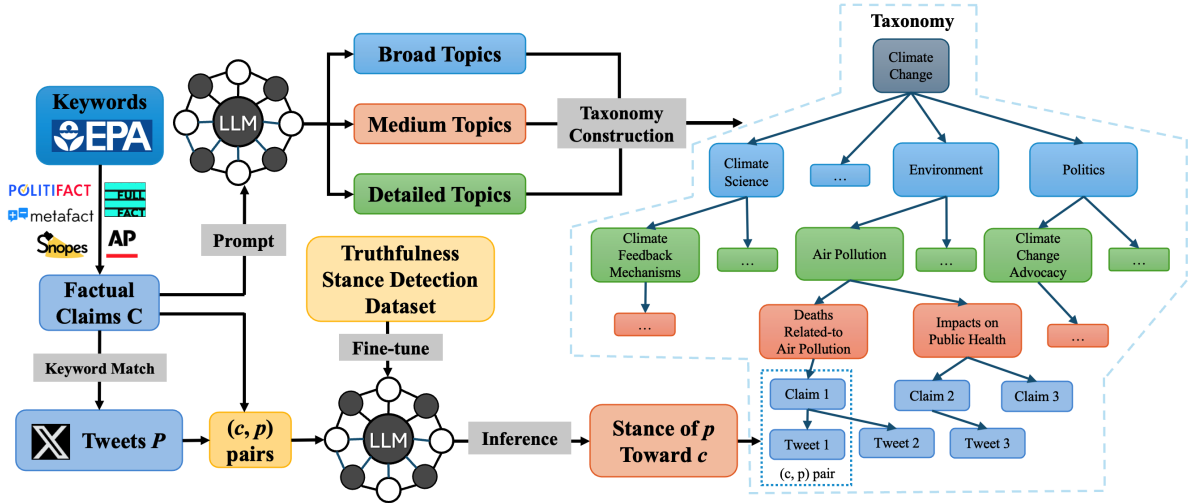 Keywords
EPA
POLITIFACT
FULL
FACT
metafact
Snopes
AP
Factual
Claims C
Keyword Match
Tweets P
(c, p)
pairs
Prompt
LLM
Broad Topics
Medium Topics
Detailed Topics
Taxonomy
Construction
Truthfulness
Stance Detection
Dataset
Fine-tune
LLM
Inference
Stance of p
Toward c
Taxonomy
Climate
Change
Climate
Science
...
Environment
Politics
Climate
Feedback
Mechanisms
...
Air Pollution
...
Climate
Change
Advocacy
...
...
Deaths
Related-to
Air Pollution
Impacts on
Public Health
...
Claim 1
Claim 2
Claim 3
Tweet 1
Tweet 2
Tweet 3
(c, p) pair